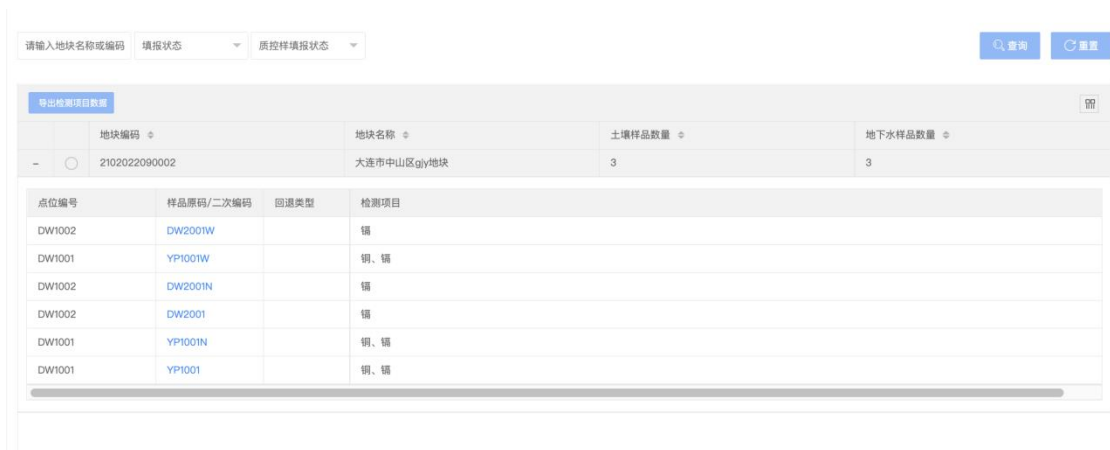 请输入地块名称或编码 填报状态 质控样填报状态 查询 重置
导出检测项目数据
地块编码 地块名称 土壤样品数量 地下水样品数量
2102022090002 大连市中山区gjy地块 3 3
点位编号 样品原码/二次编码 回退类型 检测项目
DW1002 DW2001W 镉
DW1001 YP1001W 铜、镉
DW1002 DW2001N 镉
DW1002 DW2001 镉
DW1001 YP1001N 铜、镉
DW1001 YP1001 铜、镉